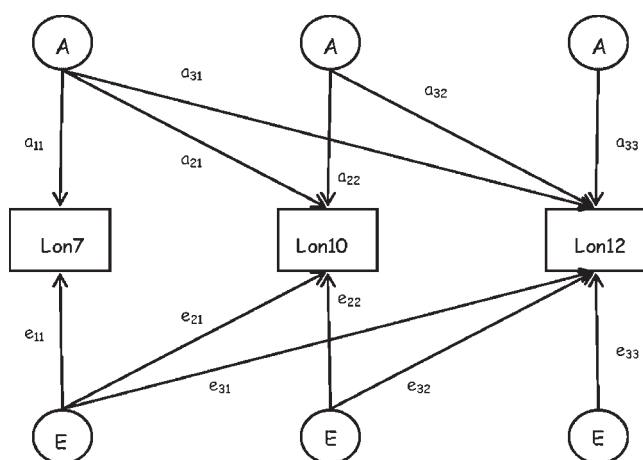 A A A
a31 a32
a11 a21 a22 a33
Lon7 Lon10 Lon12
e11 e21 e22 e33
e31 e32
E E E